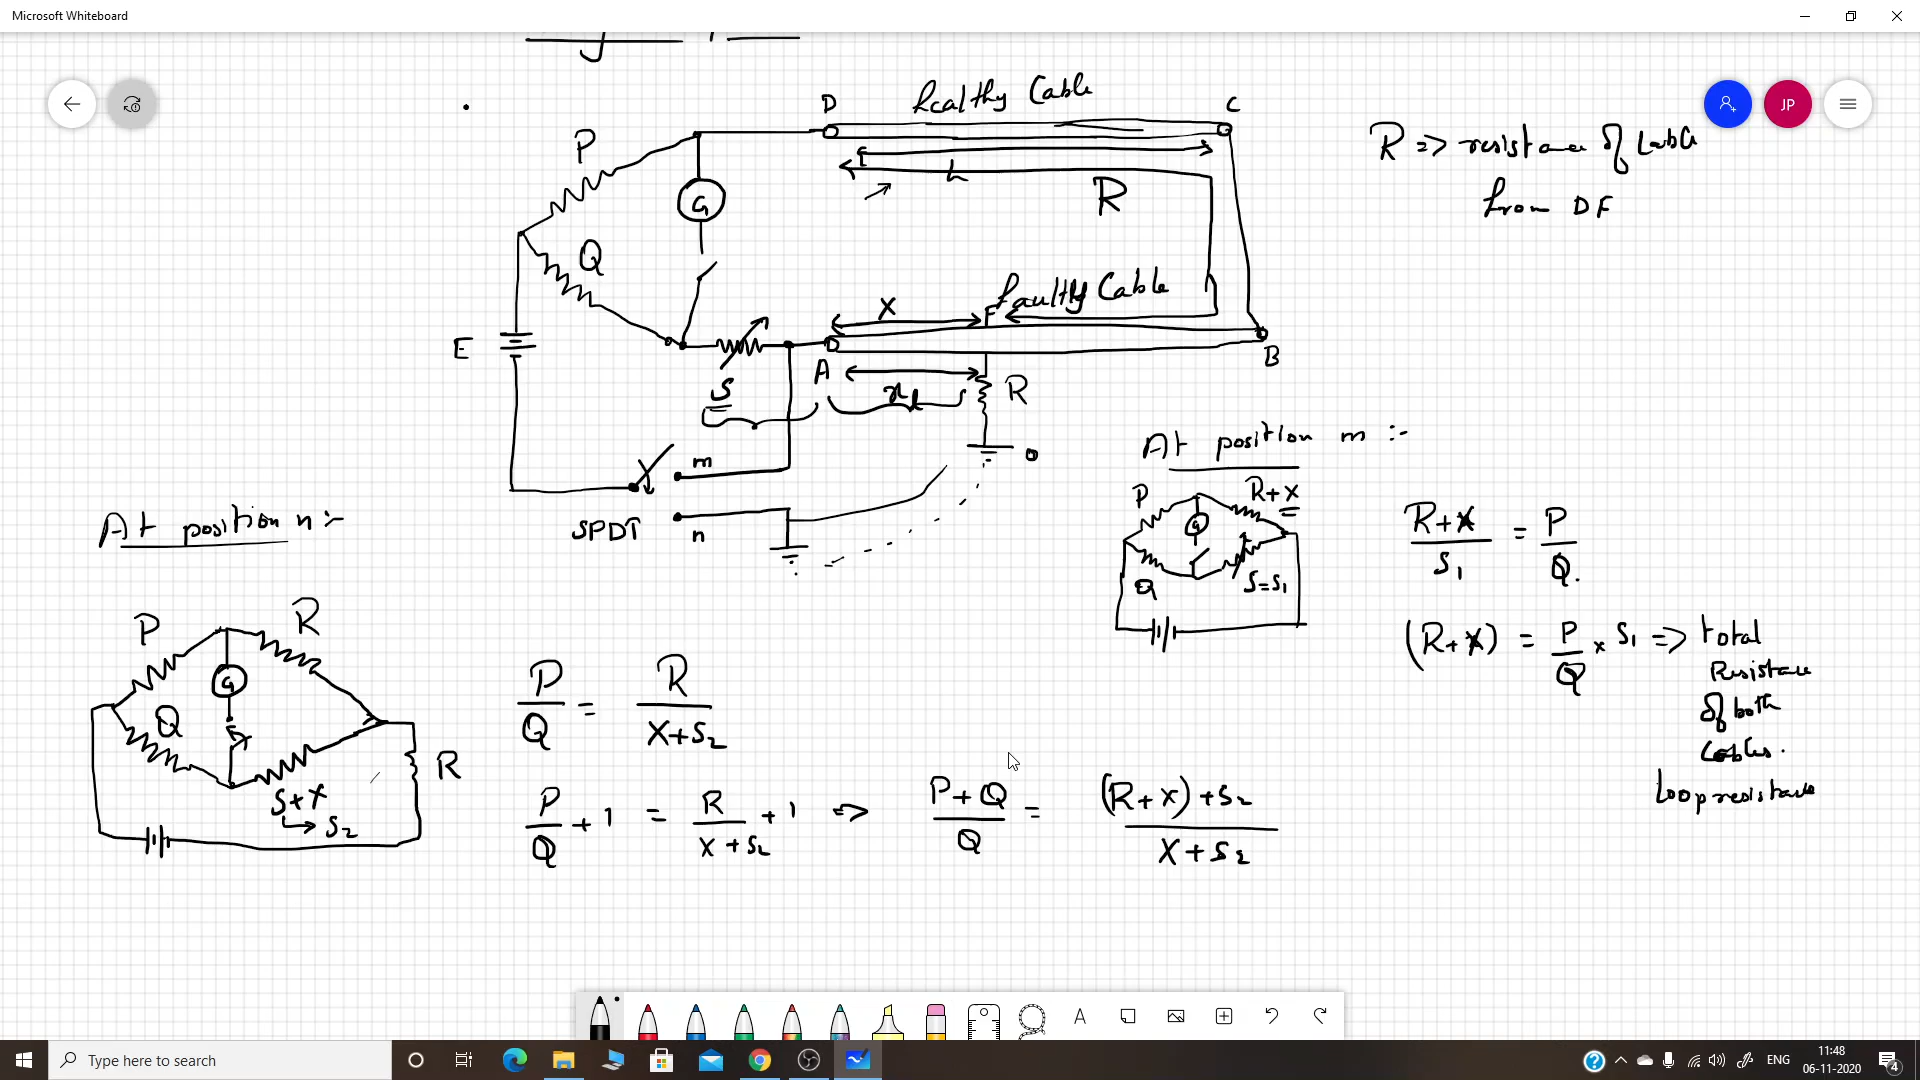 Microsoft Whiteboard
JP
D
Healthy Cable
C
P
G
L
R
R => resistance of Cable
from DF
Q
Faulty Cable
X
F
E
D
A
B
S
R
m
SPDT
n
At position m :-
P
R+X
G
Q
S=S1
R+X / S1 = P / Q.
(R+X) = P / Q × S1 => total
Resistance
of both
Cables.
Loop resistance
At position n :-
P
R
G
Q
R
S+X
S2
P / Q = R / X+S2
P / Q + 1 = R / X+S2 + 1 => P+Q / Q = (R+X)+S2 / X+S2
A
Type here to search
ENG
11:48
06-11-2020
4